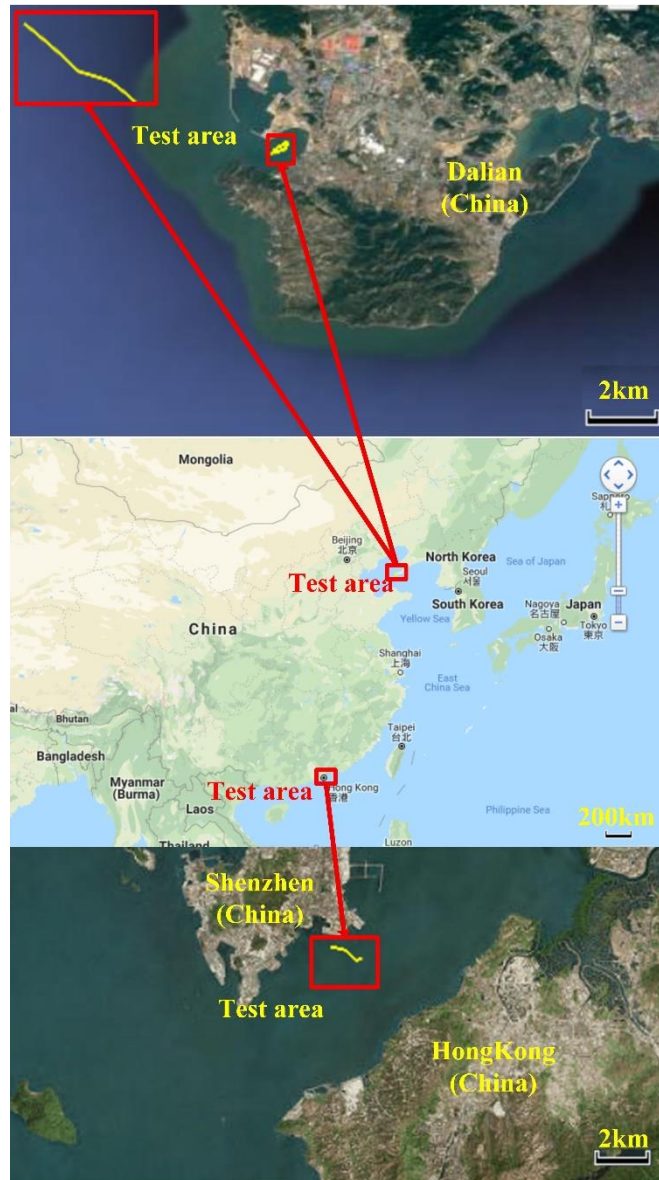 Test area
Dalian
(China)
2km
Mongolia
Beijing
北京
North Korea
Sea of Japan
Seoul
서울
Test area
South Korea
Nagoya
名古屋
Japan
Tokyo
東京
Osaka
大阪
Yellow Sea
China
Shanghai
上海
East
China Sea
Bhutan
Taipei
台北
Bangladesh
Myanmar
(Burma)
Test area
Hong Kong
香港
Laos
Philippine Sea
200km
Luzon
Shenzhen
(China)
Test area
HongKong
(China)
2km